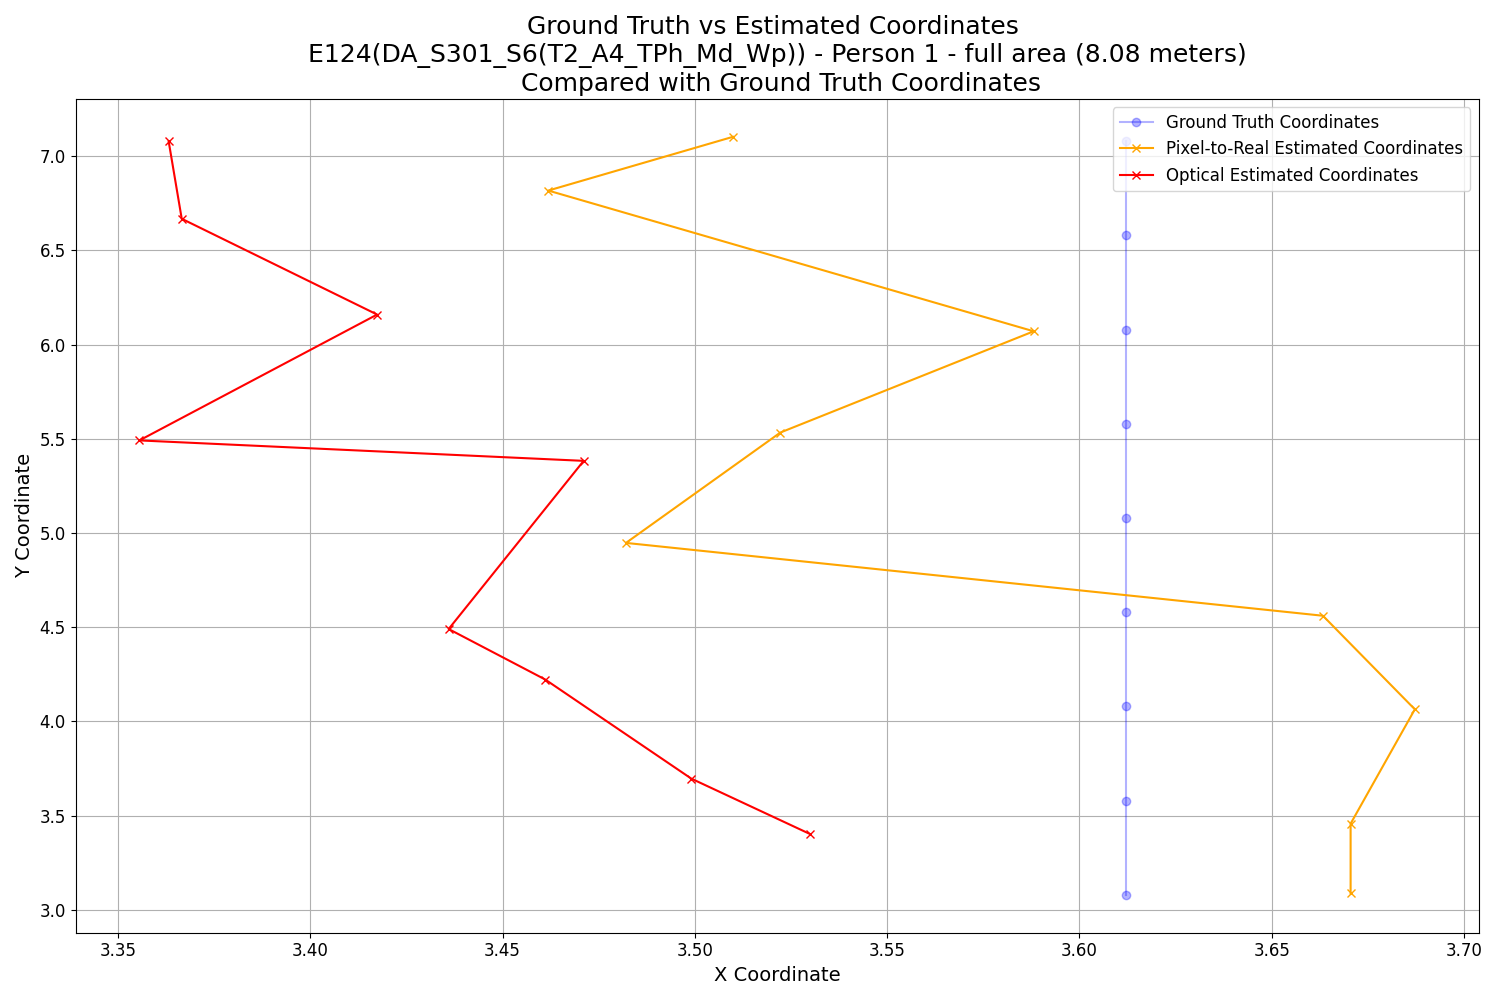 Ground Truth vs Estimated Coordinates
E124(DA_S301_S6(T2_A4_TPh_Md_Wp)) - Person 1 - full area (8.08 meters)
Compared with Ground Truth Coordinates
Ground Truth Coordinates
Pixel-to-Real Estimated Coordinates
Optical Estimated Coordinates
Y Coordinate
7.0
6.5
6.0
5.5
5.0
4.5
4.0
3.5
3.0
3.35 3.40 3.45 3.50 3.55 3.60 3.65 3.70
X Coordinate